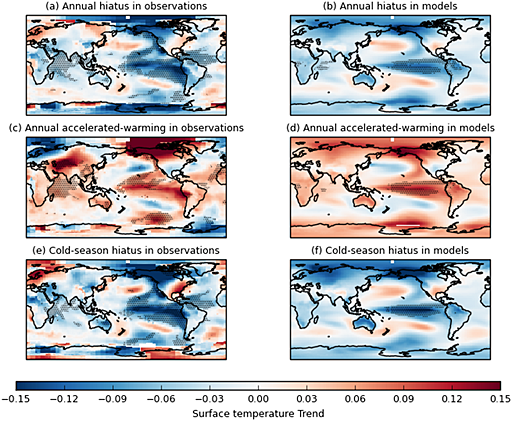 (a) Annual hiatus in observations
(b) Annual hiatus in models
(c) Annual accelerated-warming in observations
(d) Annual accelerated-warming in models
(e) Cold-season hiatus in observations
(f) Cold-season hiatus in models
−0.15 −0.12 −0.09 −0.06 −0.03 0.00 0.03 0.06 0.09 0.12 0.15
Surface temperature Trend